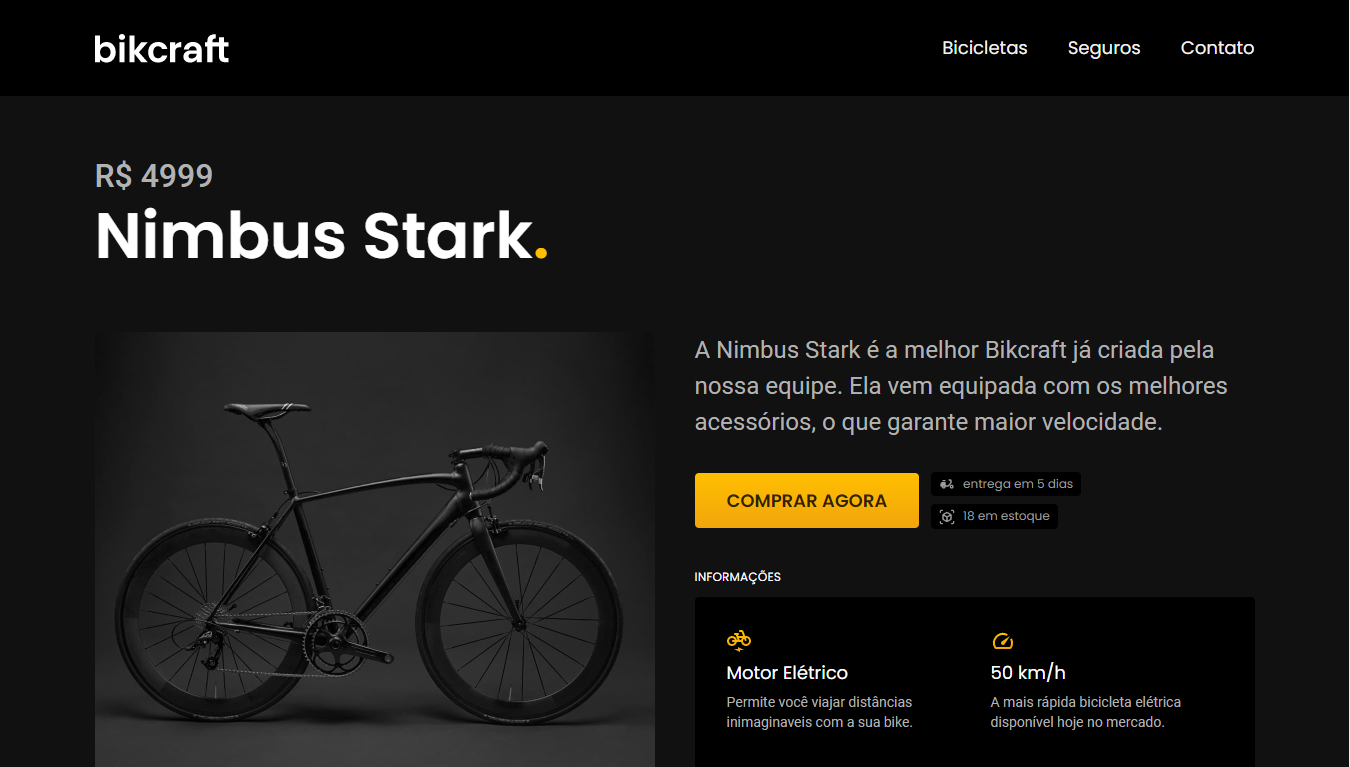 bikcraft
Bicicletas
Seguros
Contato
R$ 4999
Nimbus Stark.
A Nimbus Stark é a melhor Bikcraft já criada pela
nossa equipe. Ela vem equipada com os melhores
acessórios, o que garante maior velocidade.
COMPRAR AGORA
entrega em 5 dias
18 em estoque
INFORMAÇÕES
Motor Elétrico
Permite você viajar distâncias
inimaginaveis com a sua bike.
50 km/h
A mais rápida bicicleta elétrica
disponível hoje no mercado.